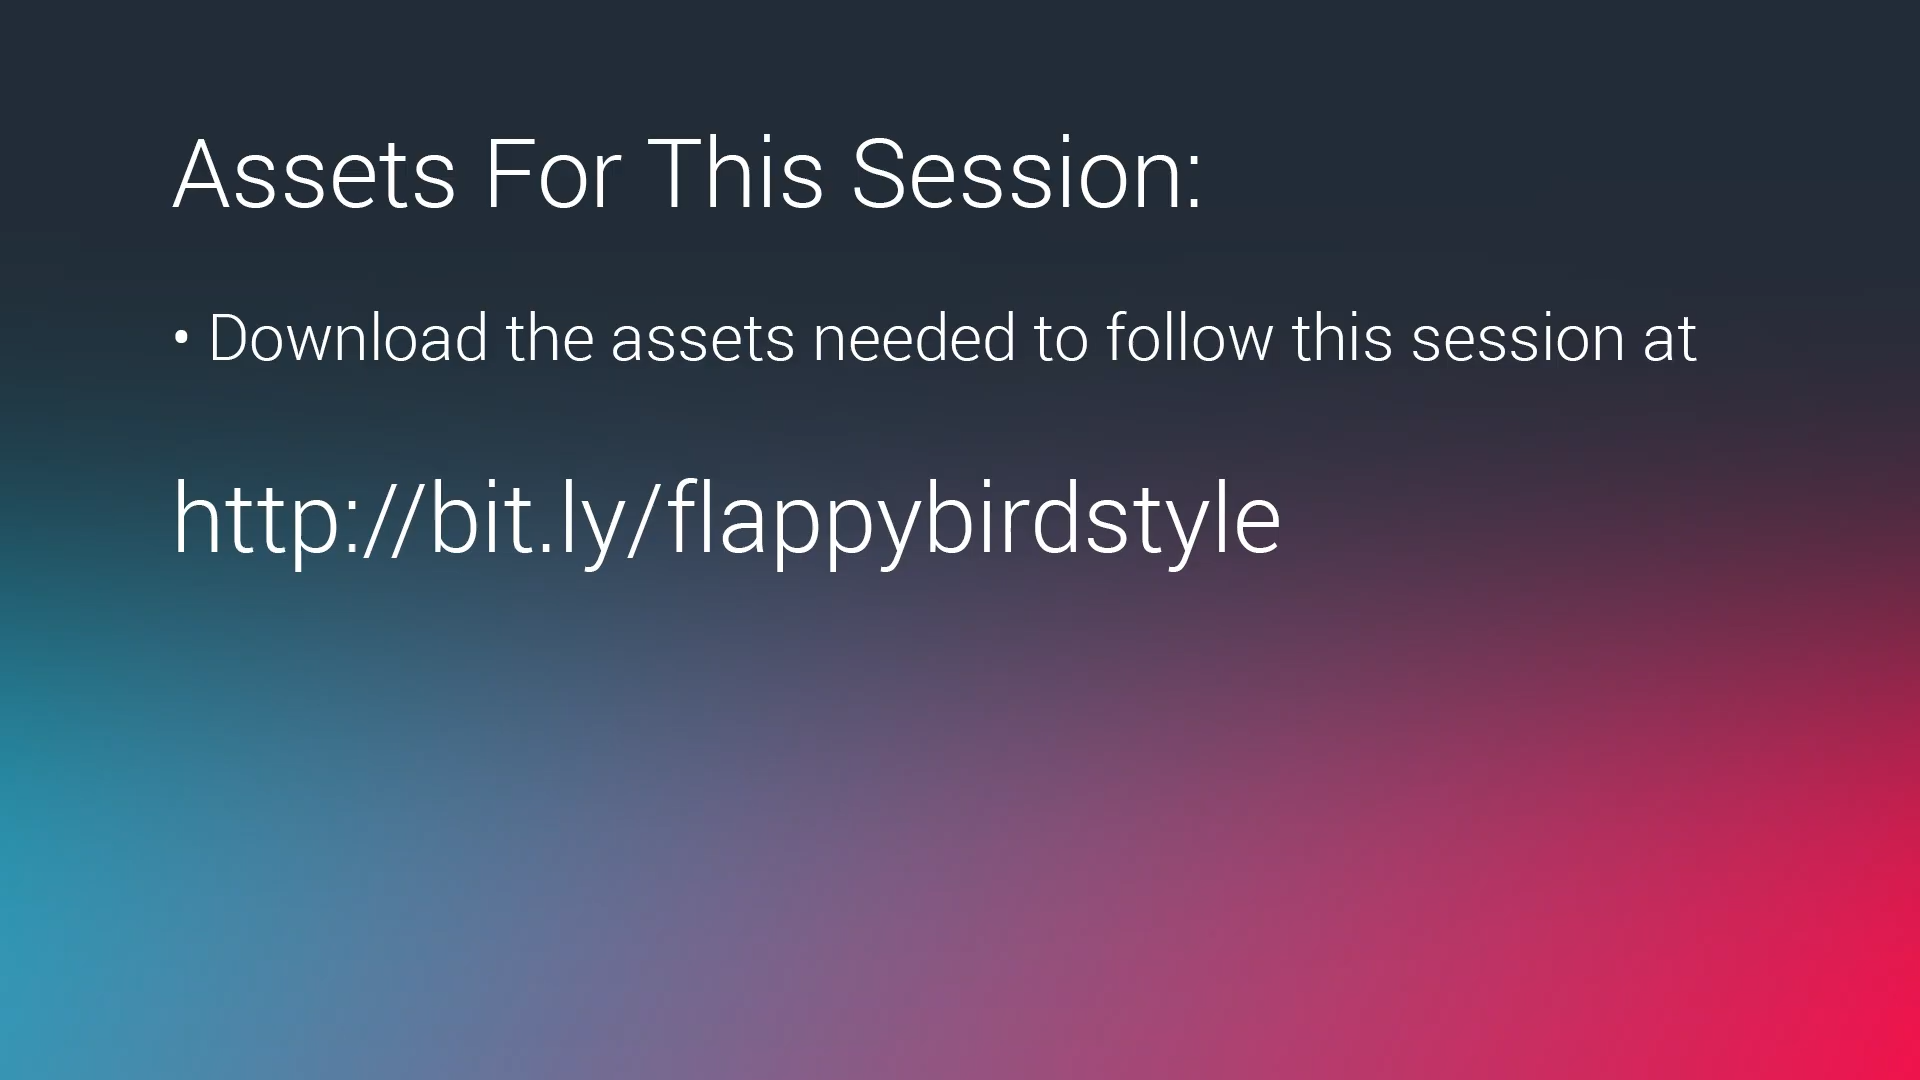 Assets For This Session:
• Download the assets needed to follow this session at
http://bit.ly/flappybirdstyle